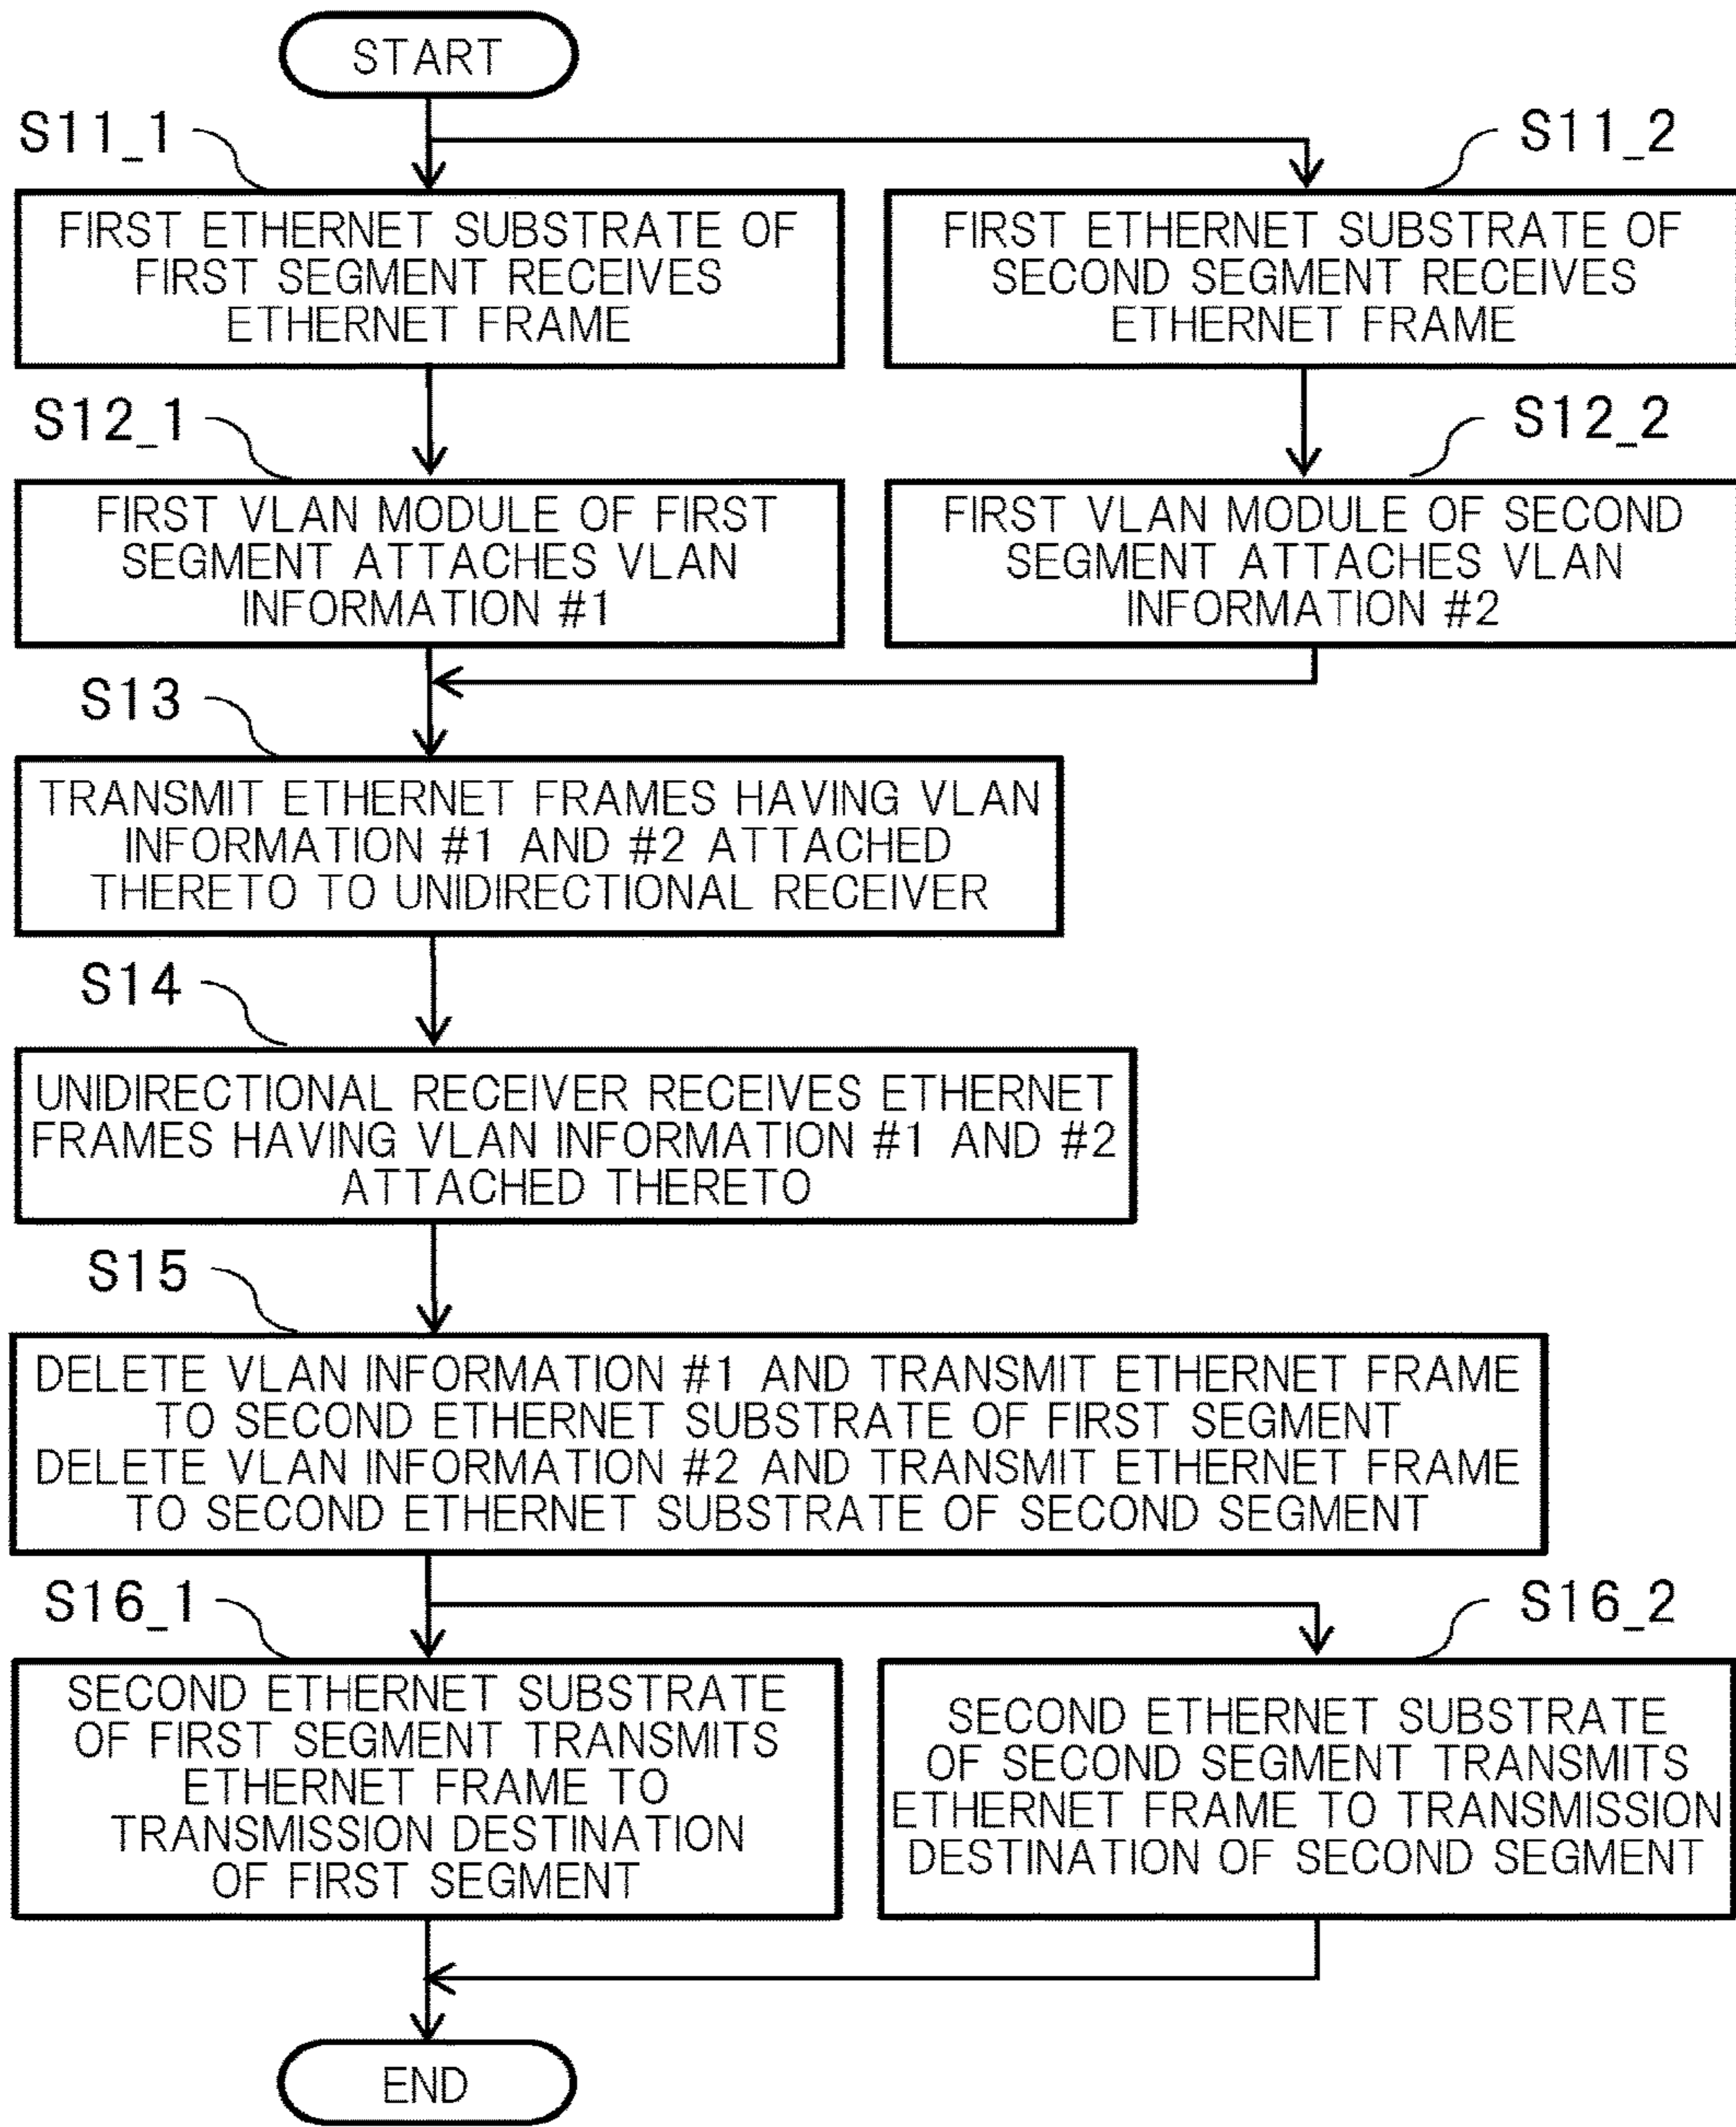 START
S11_1
S11_2
FIRST ETHERNET SUBSTRATE OF
FIRST SEGMENT RECEIVES
ETHERNET FRAME
FIRST ETHERNET SUBSTRATE OF
SECOND SEGMENT RECEIVES
ETHERNET FRAME
S12_1
S12_2
FIRST VLAN MODULE OF FIRST
SEGMENT ATTACHES VLAN
INFORMATION #1
FIRST VLAN MODULE OF SECOND
SEGMENT ATTACHES VLAN
INFORMATION #2
S13
TRANSMIT ETHERNET FRAMES HAVING VLAN
INFORMATION #1 AND #2 ATTACHED
THERETO TO UNIDIRECTIONAL RECEIVER
S14
UNIDIRECTIONAL RECEIVER RECEIVES ETHERNET
FRAMES HAVING VLAN INFORMATION #1 AND #2
ATTACHED THERETO
S15
DELETE VLAN INFORMATION #1 AND TRANSMIT ETHERNET FRAME
TO SECOND ETHERNET SUBSTRATE OF FIRST SEGMENT
DELETE VLAN INFORMATION #2 AND TRANSMIT ETHERNET FRAME
TO SECOND ETHERNET SUBSTRATE OF SECOND SEGMENT
S16_1
S16_2
SECOND ETHERNET SUBSTRATE
OF FIRST SEGMENT TRANSMITS
ETHERNET FRAME TO
TRANSMISSION DESTINATION
OF FIRST SEGMENT
SECOND ETHERNET SUBSTRATE
OF SECOND SEGMENT TRANSMITS
ETHERNET FRAME TO TRANSMISSION
DESTINATION OF SECOND SEGMENT
END